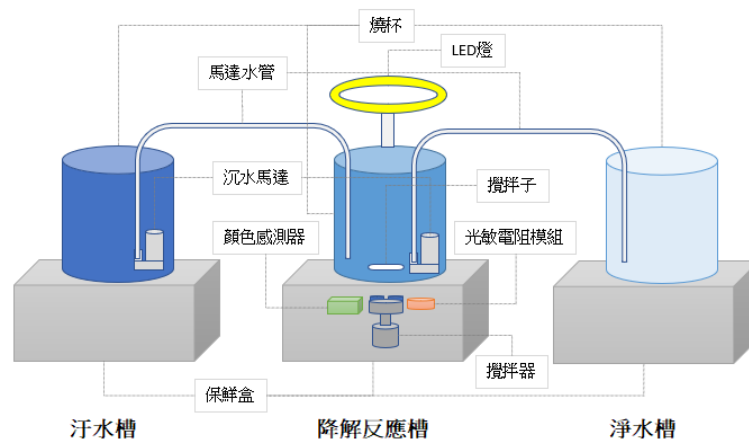 燒杯
LED燈
馬達水管
沉水馬達
攪拌子
顏色感測器
光敏電阻模組
攪拌器
保鮮盒
汙水槽
降解反應槽
淨水槽